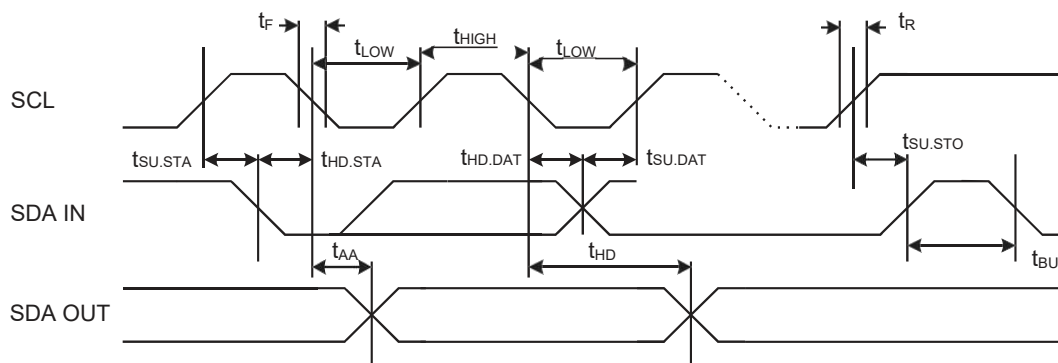 tF
tR
tLOW
tHIGH
tLOW
SCL
tSU.STA
tHD.STA
tHD.DAT
tSU.DAT
tSU.STO
SDA IN
tAA
tHD
tBU
SDA OUT